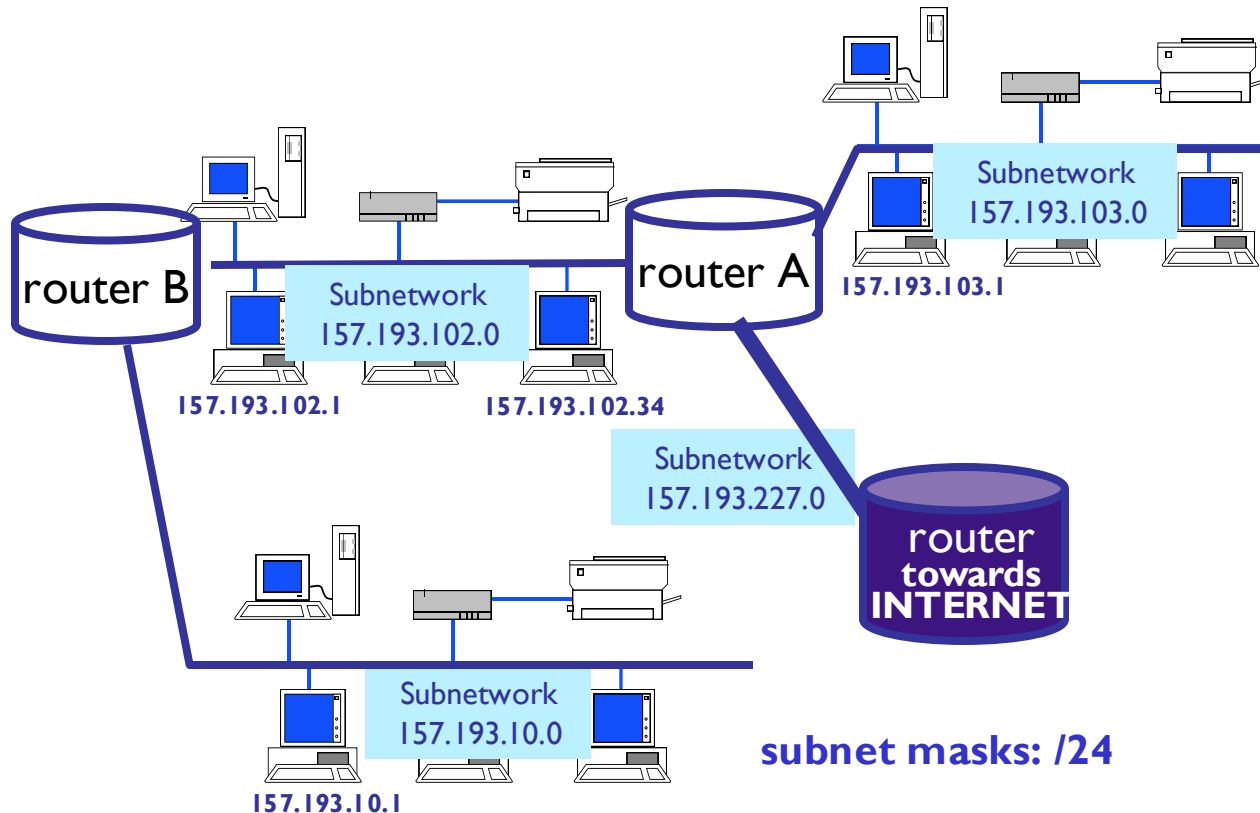 Subnetwork
157.193.103.0
157.193.103.1
router B
Subnetwork
157.193.102.0
router A
157.193.102.1
157.193.102.34
Subnetwork
157.193.227.0
router
towards
INTERNET
Subnetwork
157.193.10.0
157.193.10.1
subnet masks: /24